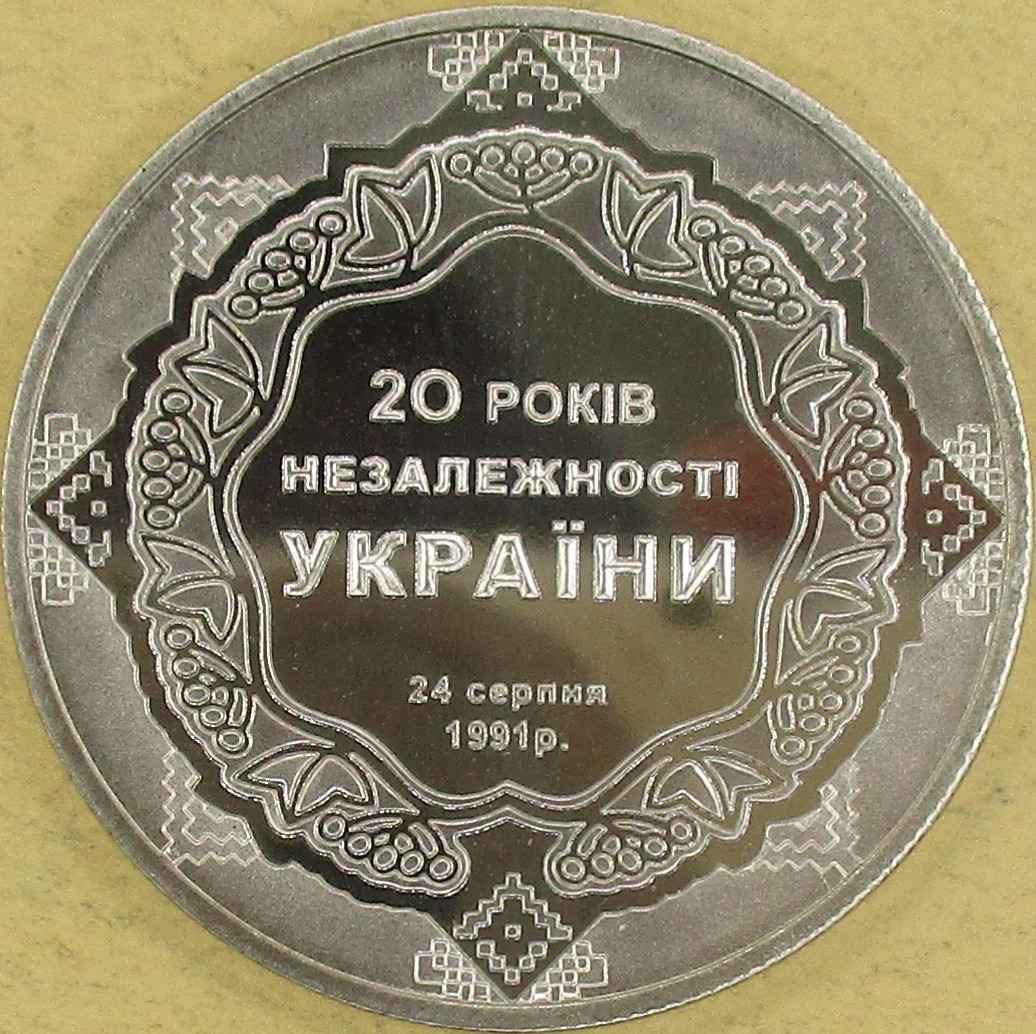 20 РОКІВ
НЕЗАЛЕЖНОСТІ
УКРАЇНИ
24 серпня
1991р.